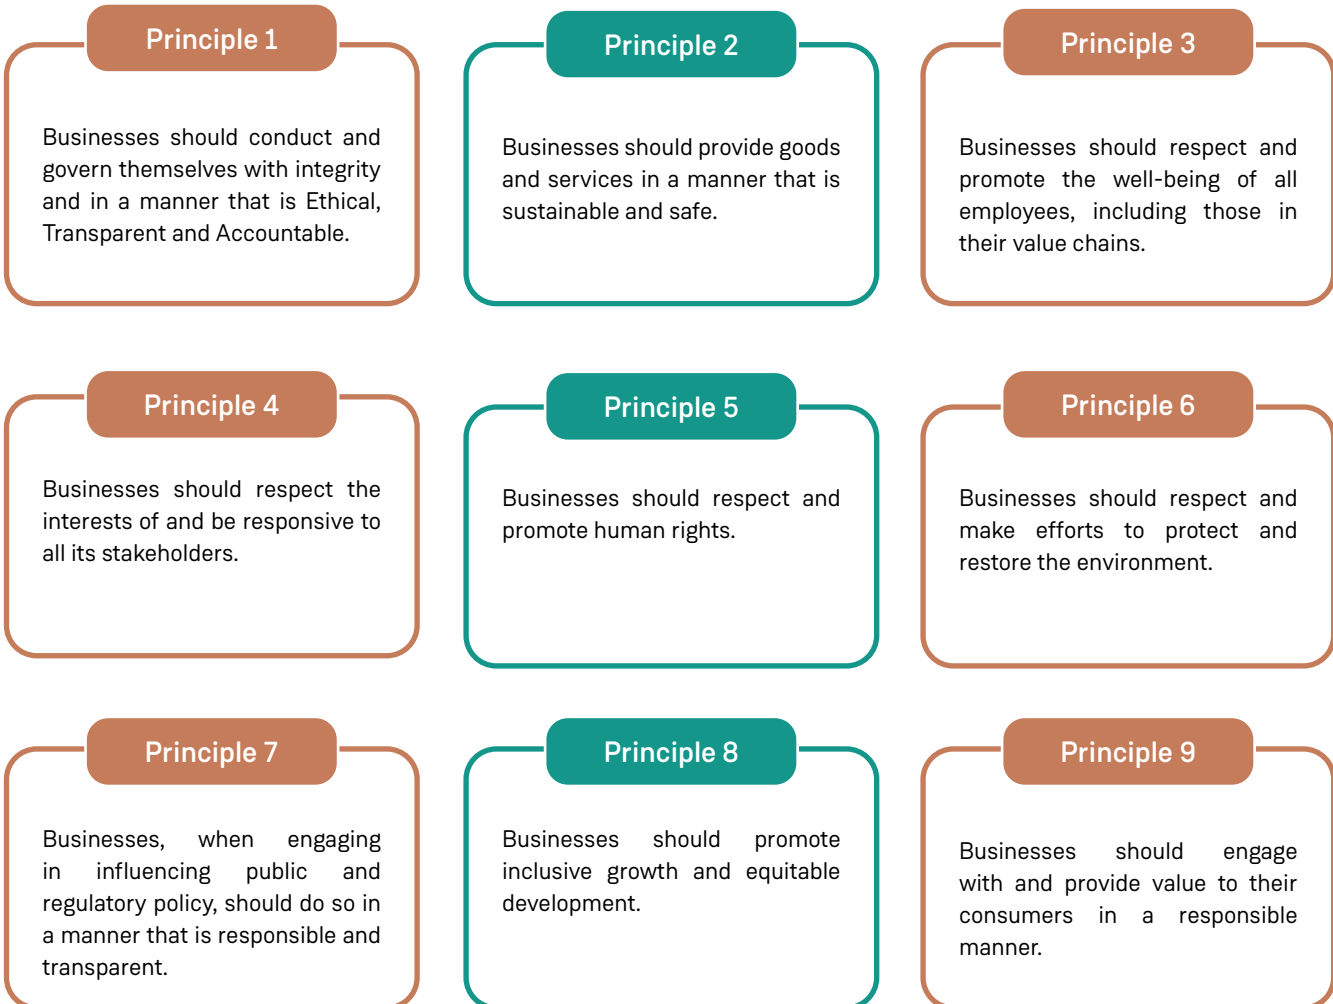 Principle 1
Businesses should conduct and
govern themselves with integrity
and in a manner that is Ethical,
Transparent and Accountable.
Principle 2
Businesses should provide goods
and services in a manner that is
sustainable and safe.
Principle 3
Businesses should respect and
promote the well-being of all
employees, including those in
their value chains.
Principle 4
Businesses should respect the
interests of and be responsive to
all its stakeholders.
Principle 5
Businesses should respect and
promote human rights.
Principle 6
Businesses should respect and
make efforts to protect and
restore the environment.
Principle 7
Businesses, when engaging
in influencing public and
regulatory policy, should do so in
a manner that is responsible and
transparent.
Principle 8
Businesses should promote
inclusive growth and equitable
development.
Principle 9
Businesses should engage
with and provide value to their
consumers in a responsible
manner.